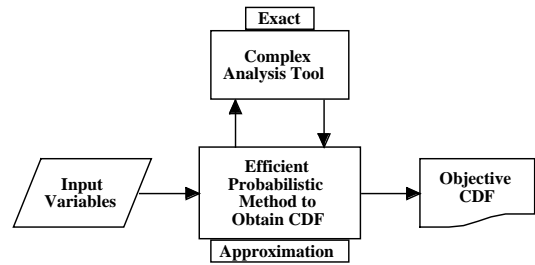 Exact
Complex
Analysis Tool
Input
Variables
Efficient
Probabilistic
Method to
Obtain CDF
Objective
CDF
Approximation